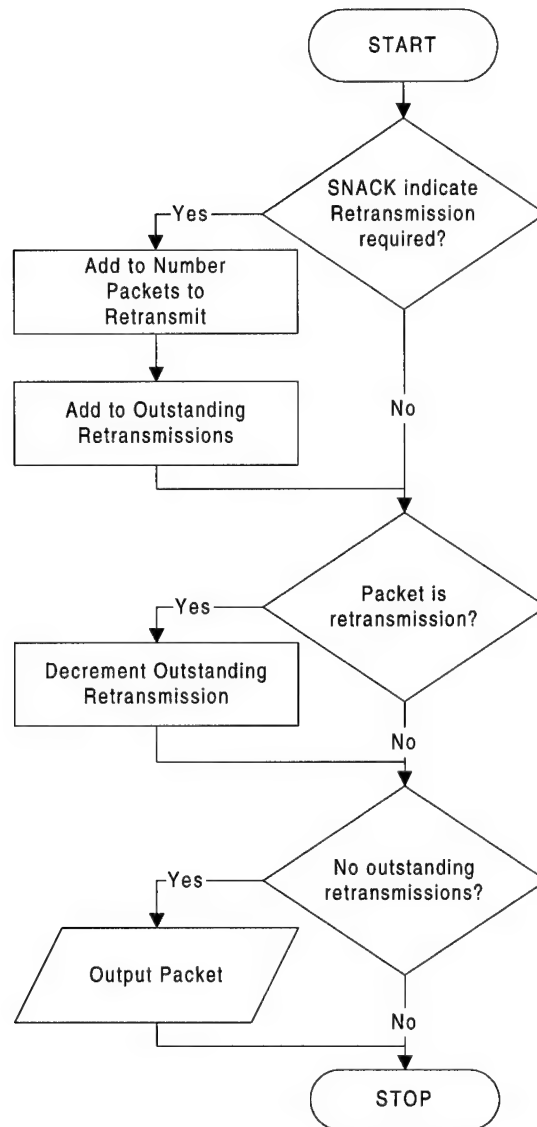 START
SNACK indicate
Retransmission
required?
Yes
Add to Number
Packets to
Retransmit
Add to Outstanding
Retransmissions
No
Packet is
retransmission?
Yes
Decrement Outstanding
Retransmission
No
No outstanding
retransmissions?
Yes
Output Packet
No
STOP